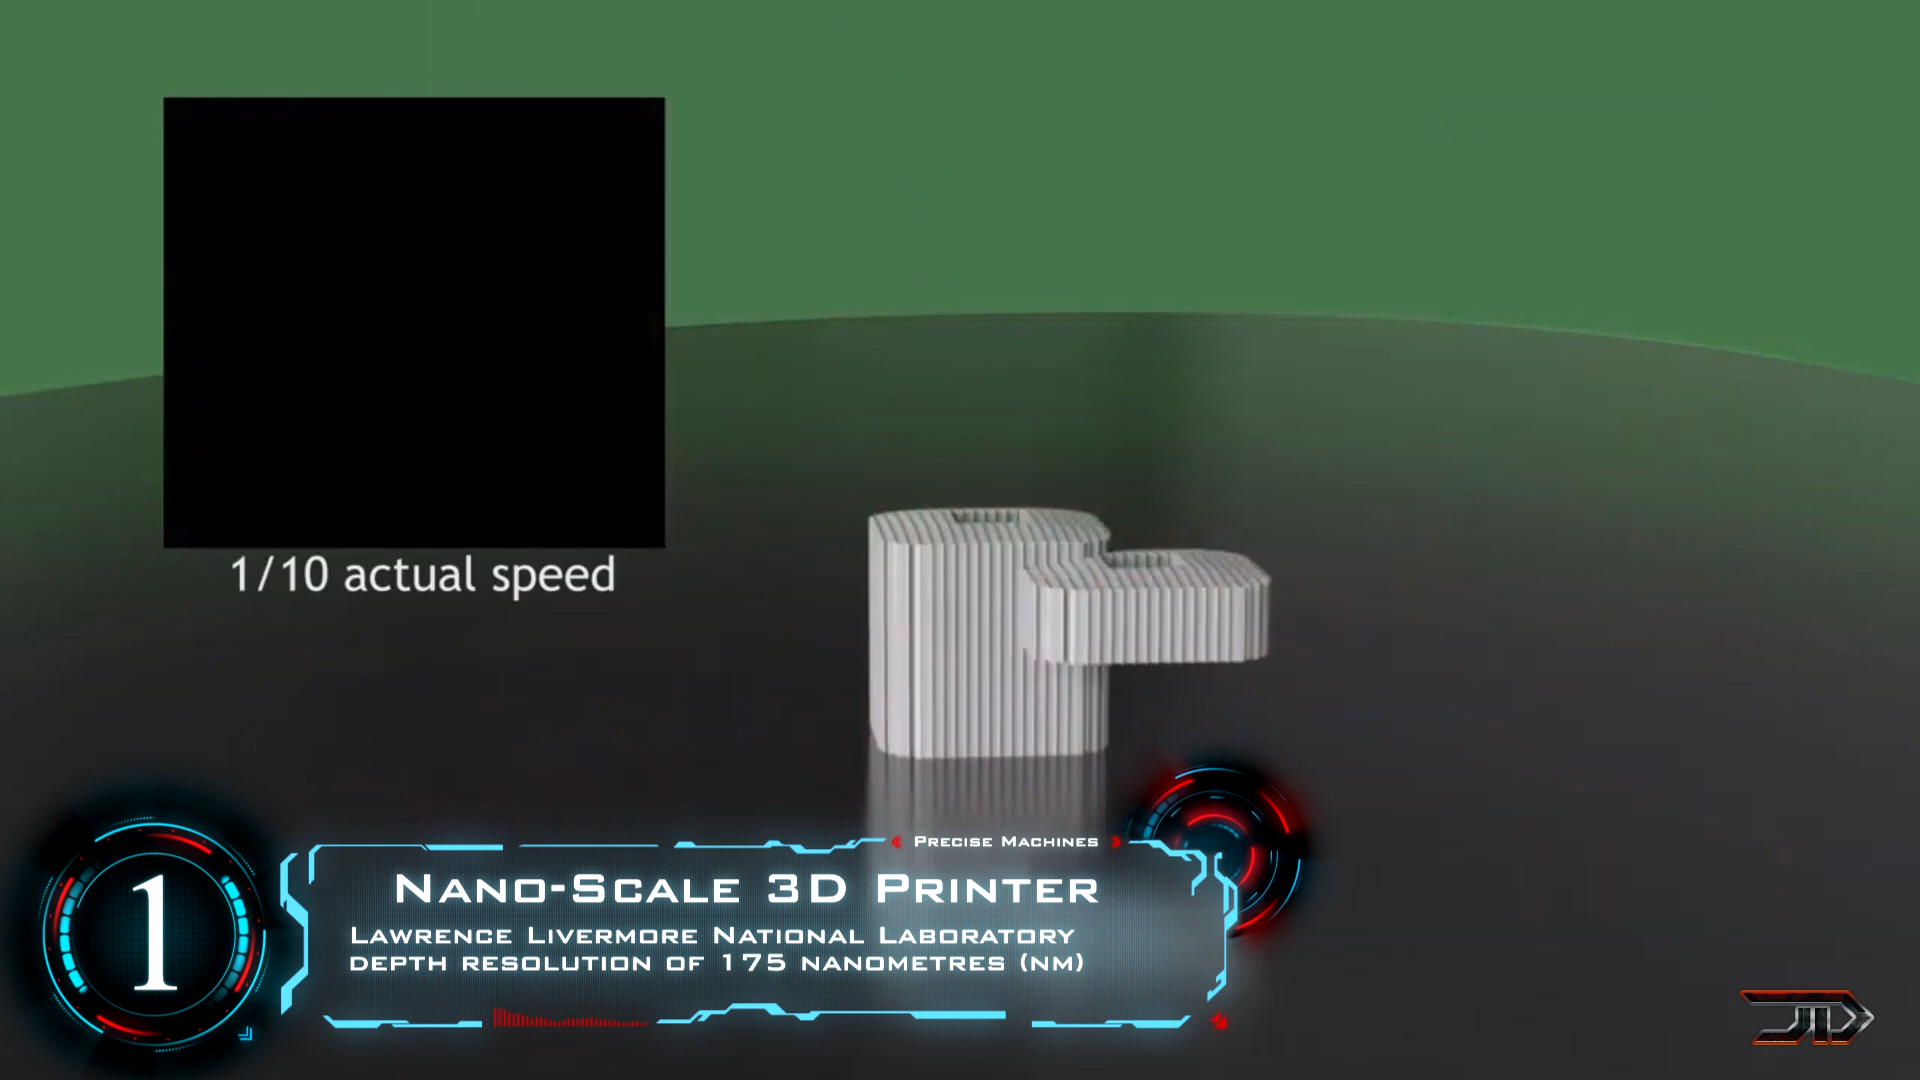 1/10 actual speed
Precise Machines
1
Nano-Scale 3D Printer
Lawrence Livermore National Laboratory
depth resolution of 175 nanometres (nm)
JD